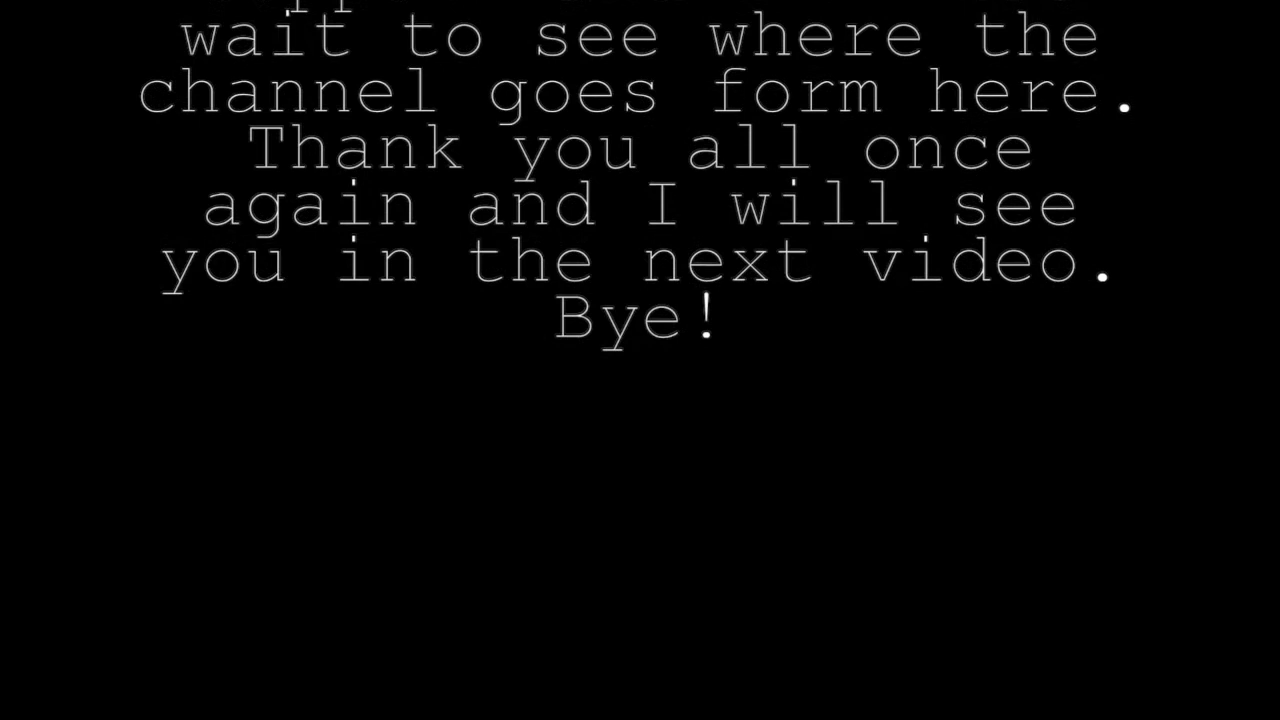 wait to see where the
channel goes form here.
Thank you all once
again and I will see
you in the next video.
Bye!